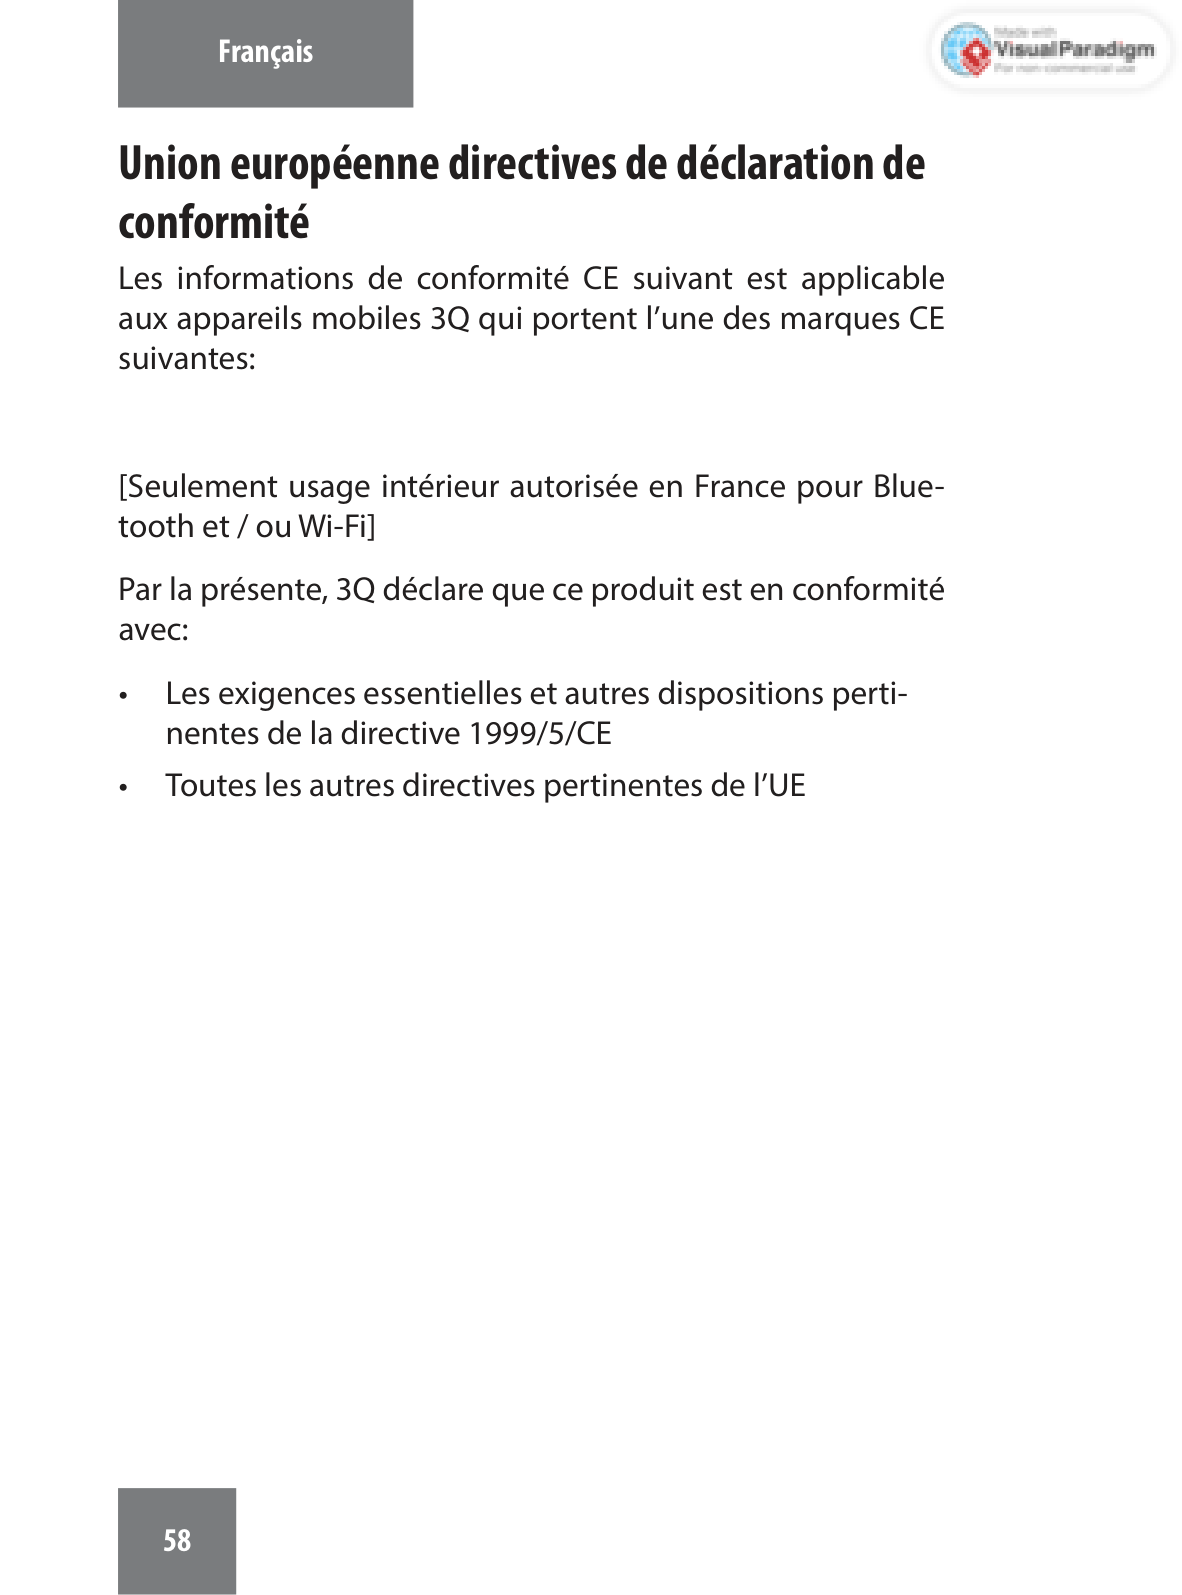 Français
Made with
Visual Paradigm
For non-commercial use
Union européenne directives de déclaration de
conformité
Les informations de conformité CE suivant est applicable
aux appareils mobiles 3Q qui portent l’une des marques CE
suivantes:
[Seulement usage intérieur autorisée en France pour Blue-
tooth et / ou Wi-Fi]
Par la présente, 3Q déclare que ce produit est en conformité
avec:
• Les exigences essentielles et autres dispositions perti-
nentes de la directive 1999/5/CE
• Toutes les autres directives pertinentes de l’UE
58